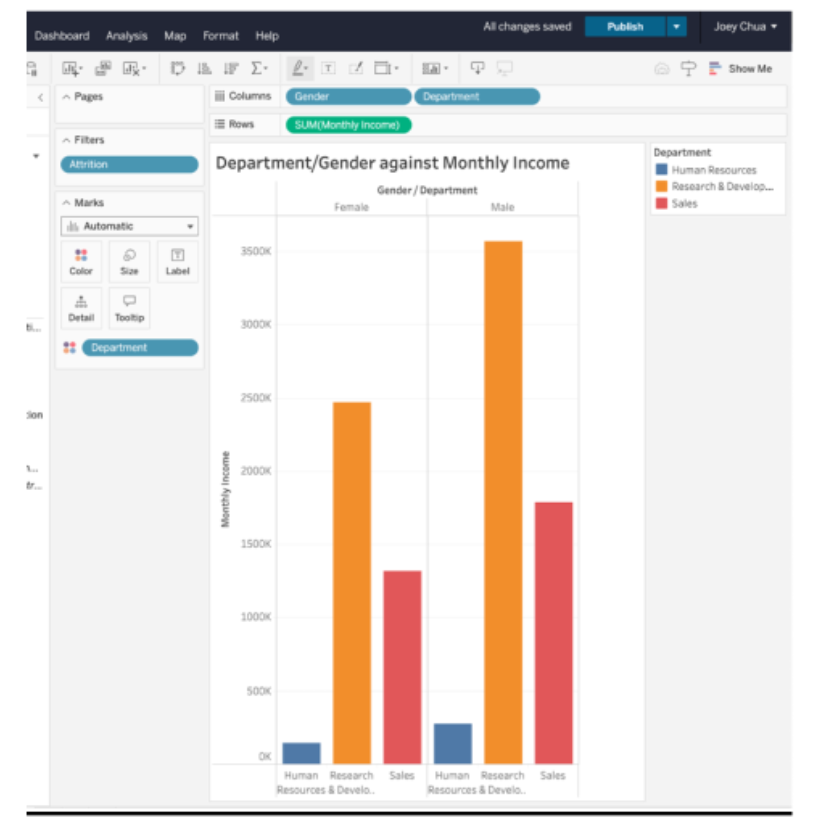 All changes saved Publish Joey Chua
Dashboard Analysis Map Format Help
T Show Me
Pages
Columns Gender Department
Rows SUM(Monthly Income)
Filters
Attrition
Marks
Automatic
T
Color Size Label
Detail Tooltip
Department
Department/Gender against Monthly Income
Gender / Department
Female Male
3500K
3000K
2500K
2000K
1500K
1000K
500K
0K
Monthly Income
Human Research Sales Human Research Sales
Resources & Develo.. Resources & Develo..
Department
Human Resources
Research & Develop...
Sales